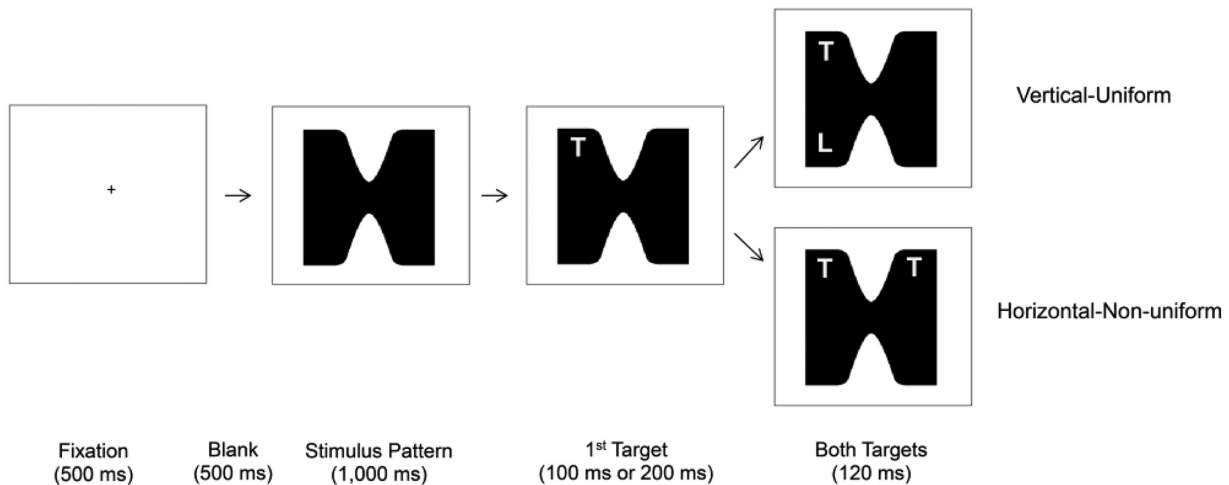 +
T
T
L
Vertical-Uniform
T T
Horizontal-Non-uniform
Fixation
(500 ms)
Blank
(500 ms)
Stimulus Pattern
(1,000 ms)
1st Target
(100 ms or 200 ms)
Both Targets
(120 ms)